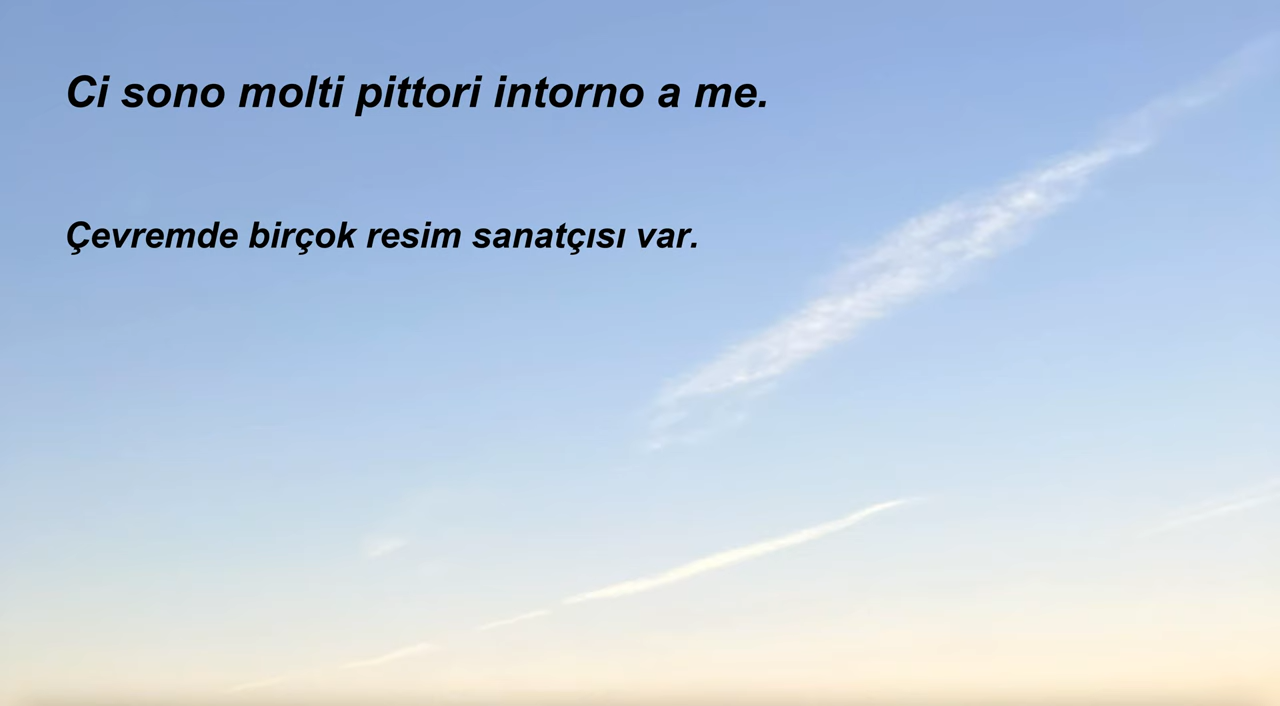 Ci sono molti pittori intorno a me.
Çevremde birçok resim sanatçısı var.